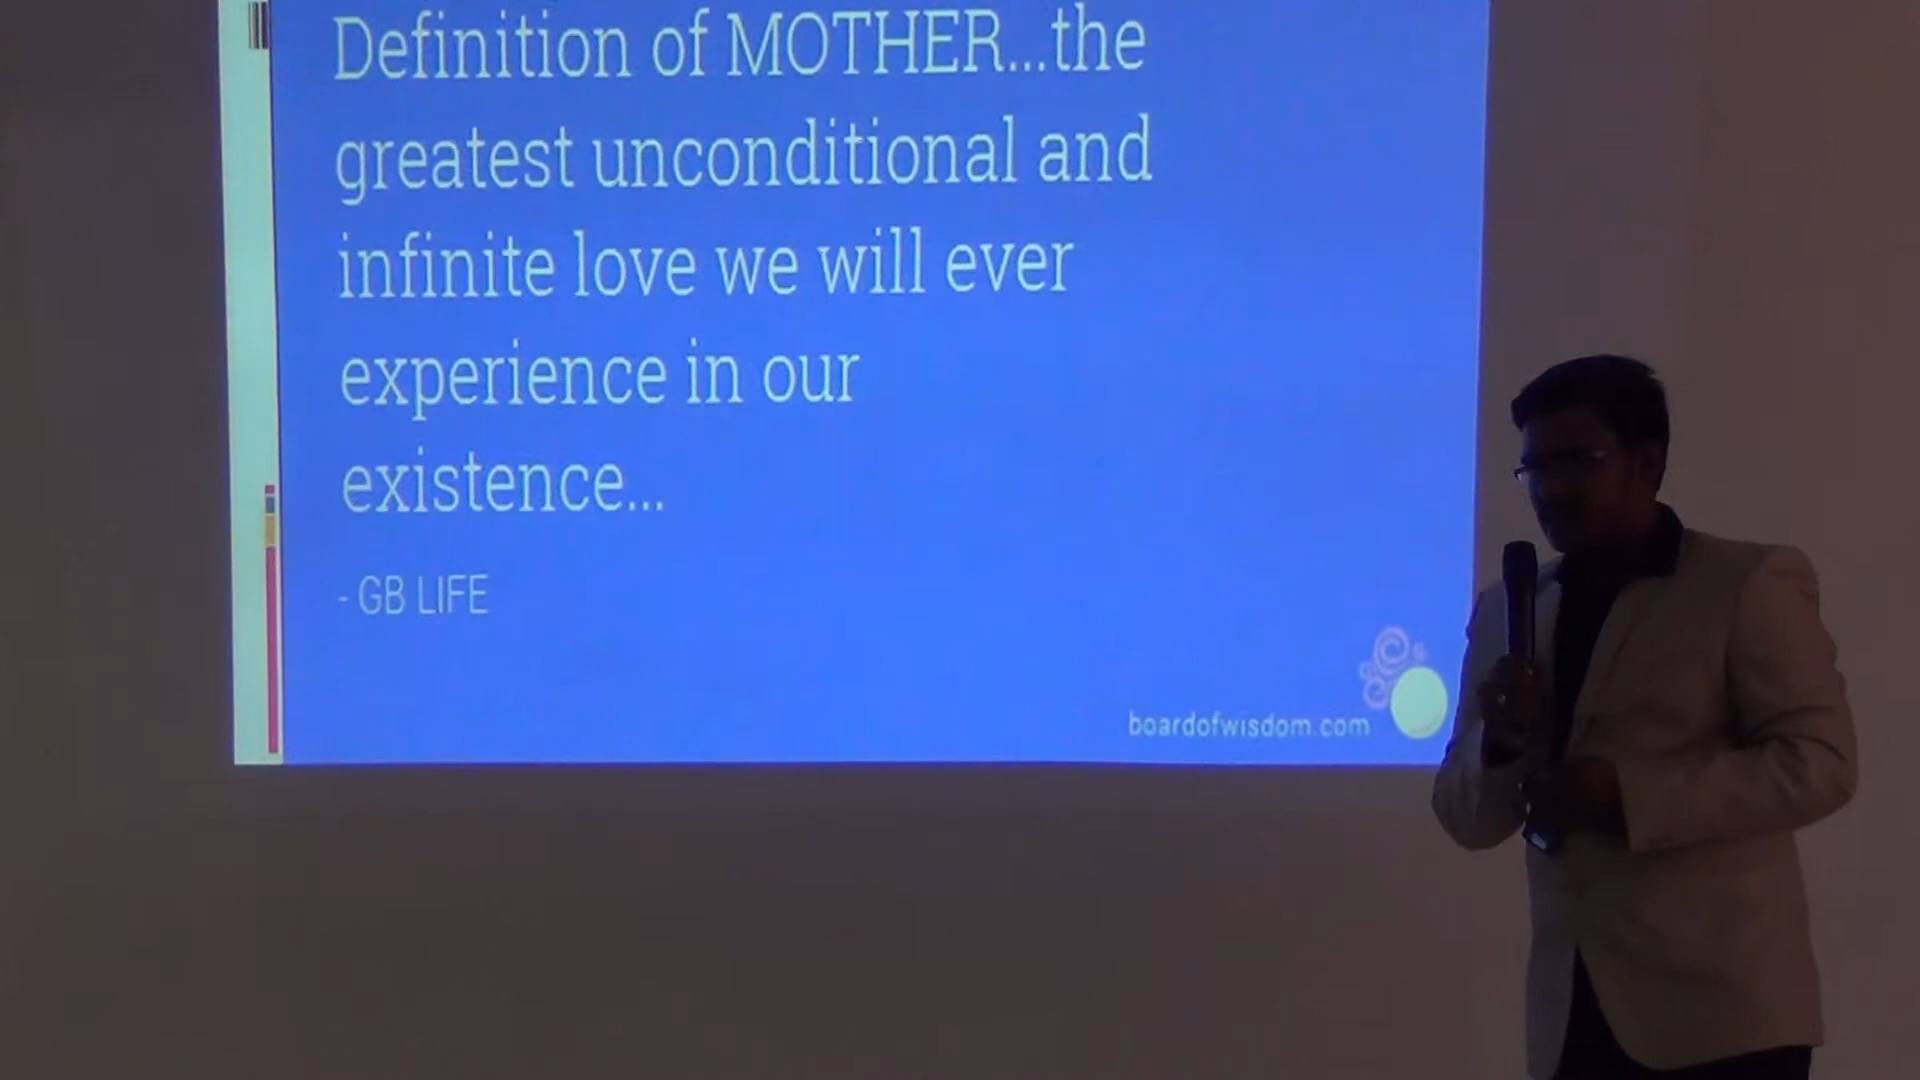 Definition of MOTHER...the
greatest unconditional and
infinite love we will ever
experience in our
existence...
- GB LIFE
boardofwisdom.com